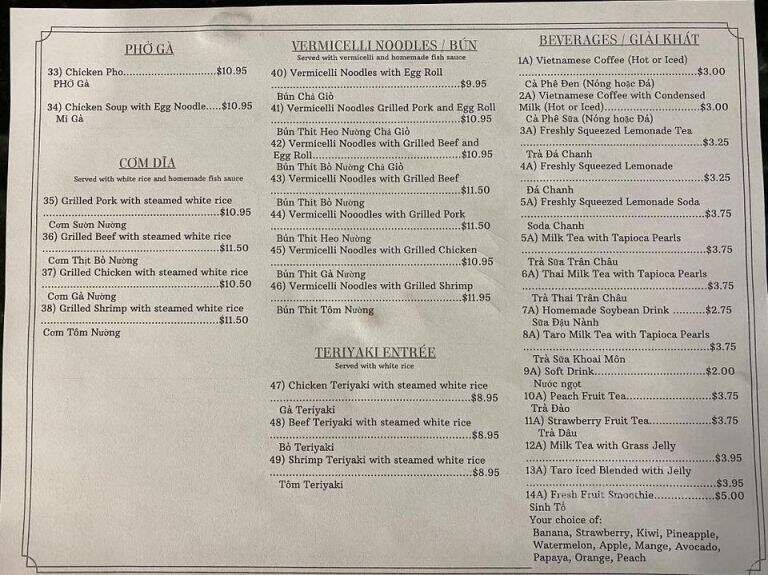 PHỞ GÀ
33) Chicken Pho..............................$10.95
PHỞ Gà
34) Chicken Soup with Egg Noodle.....$10.95
Mì Gà
CƠM DĨA
Served with white rice and homemade fish sauce
35) Grilled Pork with steamed white rice
........................................................$10.95
Cơm Sườn Nường
36) Grilled Beef with steamed white rice
........................................................$11.50
Cơm Thịt Bò Nường
37) Grilled Chicken with steamed white rice
........................................................$10.50
Cơm Gà Nường
38) Grilled Shrimp with steamed white rice
........................................................$11.50
Cơm Tôm Nường
VERMICELLI NOODLES / BÚN
Served with vermicelli and homemade fish sauce
40) Vermicelli Noodles with Egg Roll
..............................................................$9.95
Bún Chả Giò
41) Vermicelli Noodles Grilled Pork and Egg Roll
..............................................................$10.95
Bún Thit Heo Nường Chả Giò
42) Vermicelli Noodles with Grilled Beef and
Egg Roll................................................$10.95
Bún Thit Bò Nường Chả Giò
43) Vermicelli Noodles with Grilled Beef
..............................................................$11.50
Bún Thit Bò Nường
44) Vermicelli Nooodles with Grilled Pork
..............................................................$11.50
Bún Thit Heo Nường
45) Vermicelli Noodles with Grilled Chicken
..............................................................$10.95
Bún Thit Gà Nường
46) Vermicelli Noodles with Grilled Shrimp
..............................................................$11.95
Bún Thit Tôm Nường
TERIYAKI ENTRÉE
Served with white rice
47) Chicken Teriyaki with steamed white rice
................................................................$8.95
Gà Teriyaki
48) Beef Teriyaki with steamed white rice
................................................................$8.95
Bò Teriyaki
49) Shrimp Teriyaki with steamed white rice
................................................................$8.95
Tôm Teriyaki
BEVERAGES / GIẢI KHÁT
1A) Vietnamese Coffee (Hot or Iced)
..........................................................$3.00
Cà Phê Đen (Nóng hoặc Đá)
2A) Vietnamese Coffee with Condensed
Milk (Hot or Iced)...............................$3.00
Cà Phê Sữa (Nóng hoặc Đá)
3A) Freshly Squeezed Lemonade Tea
............................................................$3.25
Trà Đá Chanh
4A) Freshly Squeezed Lemonade
............................................................$3.25
Đá Chanh
5A) Freshly Squeezed Lemonade Soda
............................................................$3.75
Soda Chanh
5A) Milk Tea with Tapioca Pearls
............................................................$3.75
Trà Sữa Trân Châu
6A) Thai Milk Tea with Tapioca Pearls
............................................................$3.75
Trà Thai Trân Châu
7A) Homemade Soybean Drink ..........$2.75
Sữa Đậu Nành
8A) Taro Milk Tea with Tapioca Pearls
............................................................$3.75
Trà Sữa Khoai Môn
9A) Soft Drink....................................$2.00
Nước ngọt
10A) Peach Fruit Tea...........................$3.75
Trà Đào
11A) Strawberry Fruit Tea...................$3.75
Trà Dâu
12A) Milk Tea with Grass Jelly
..............................................................$3.95
13A) Taro Iced Blended with Jelly
..............................................................$3.95
14A) Fresh Fruit Smoothie....................$5.00
Sinh Tố
Your choice of:
Banana, Strawberry, Kiwi, Pineapple,
Watermelon, Apple, Mange, Avocado,
Papaya, Orange, Peach